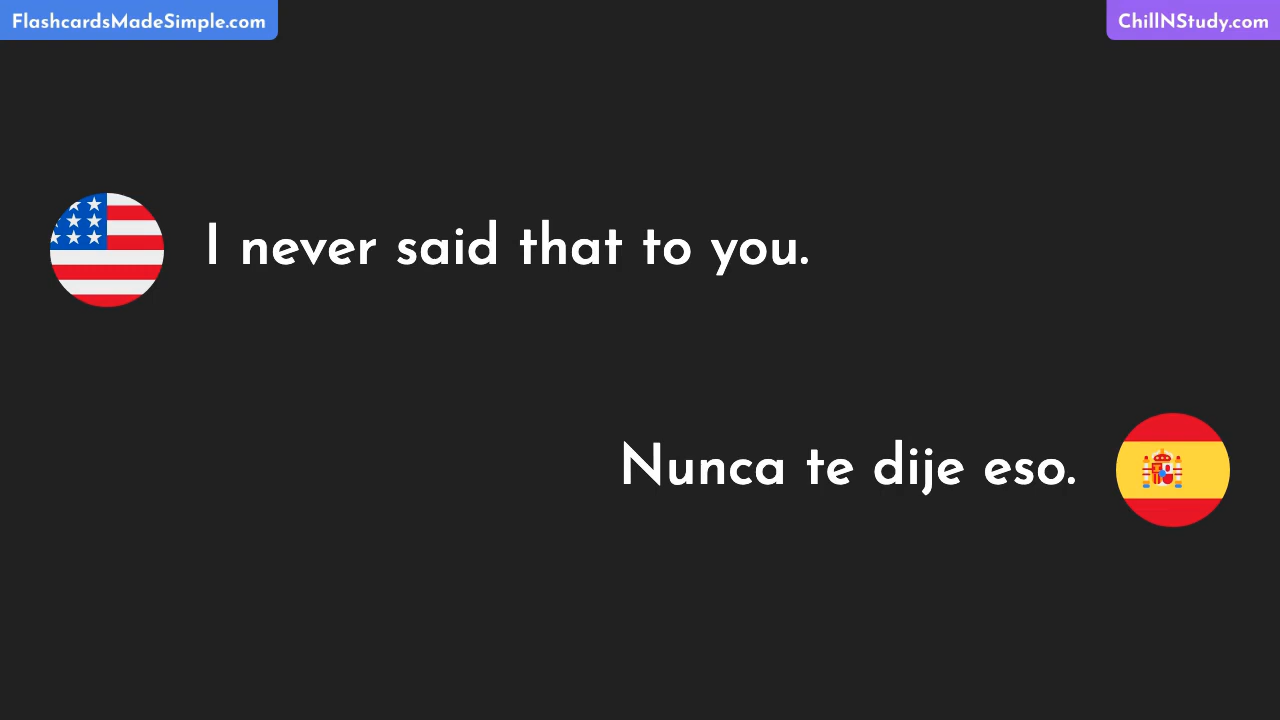 FlashcardsMadeSimple.com
ChillNStudy.com
I never said that to you.
Nunca te dije eso.